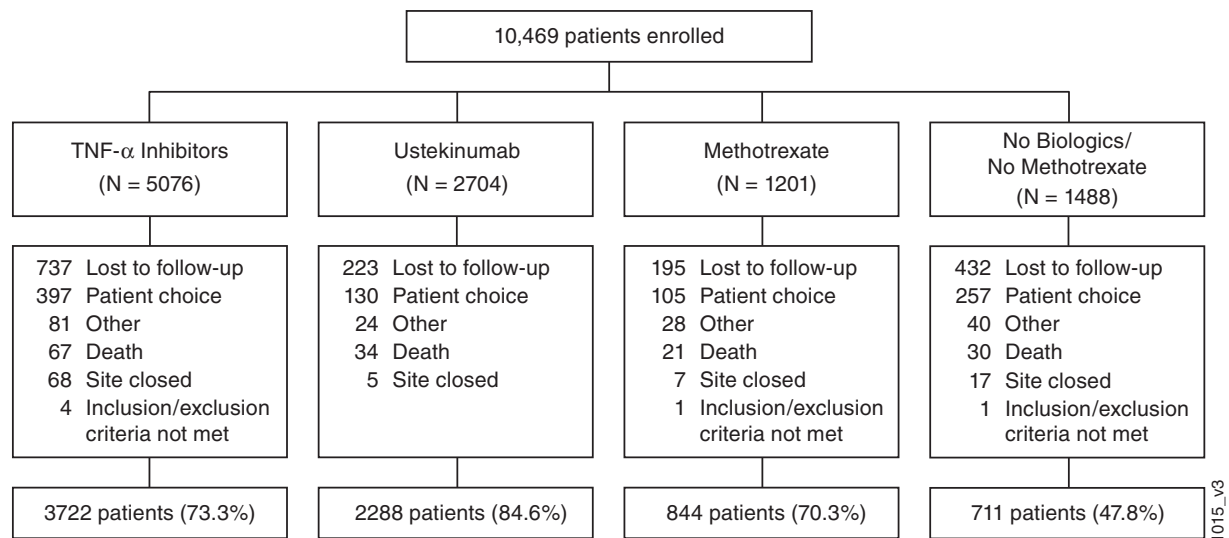 10,469 patients enrolled
TNF-α Inhibitors
(N = 5076)
Ustekinumab
(N = 2704)
Methotrexate
(N = 1201)
No Biologics/
No Methotrexate
(N = 1488)
737 Lost to follow-up
397 Patient choice
81 Other
67 Death
68 Site closed
4 Inclusion/exclusion
criteria not met
223 Lost to follow-up
130 Patient choice
24 Other
34 Death
5 Site closed
195 Lost to follow-up
105 Patient choice
28 Other
21 Death
7 Site closed
1 Inclusion/exclusion
criteria not met
432 Lost to follow-up
257 Patient choice
40 Other
30 Death
17 Site closed
1 Inclusion/exclusion
criteria not met
3722 patients (73.3%)
2288 patients (84.6%)
844 patients (70.3%)
711 patients (47.8%)
1015_v3